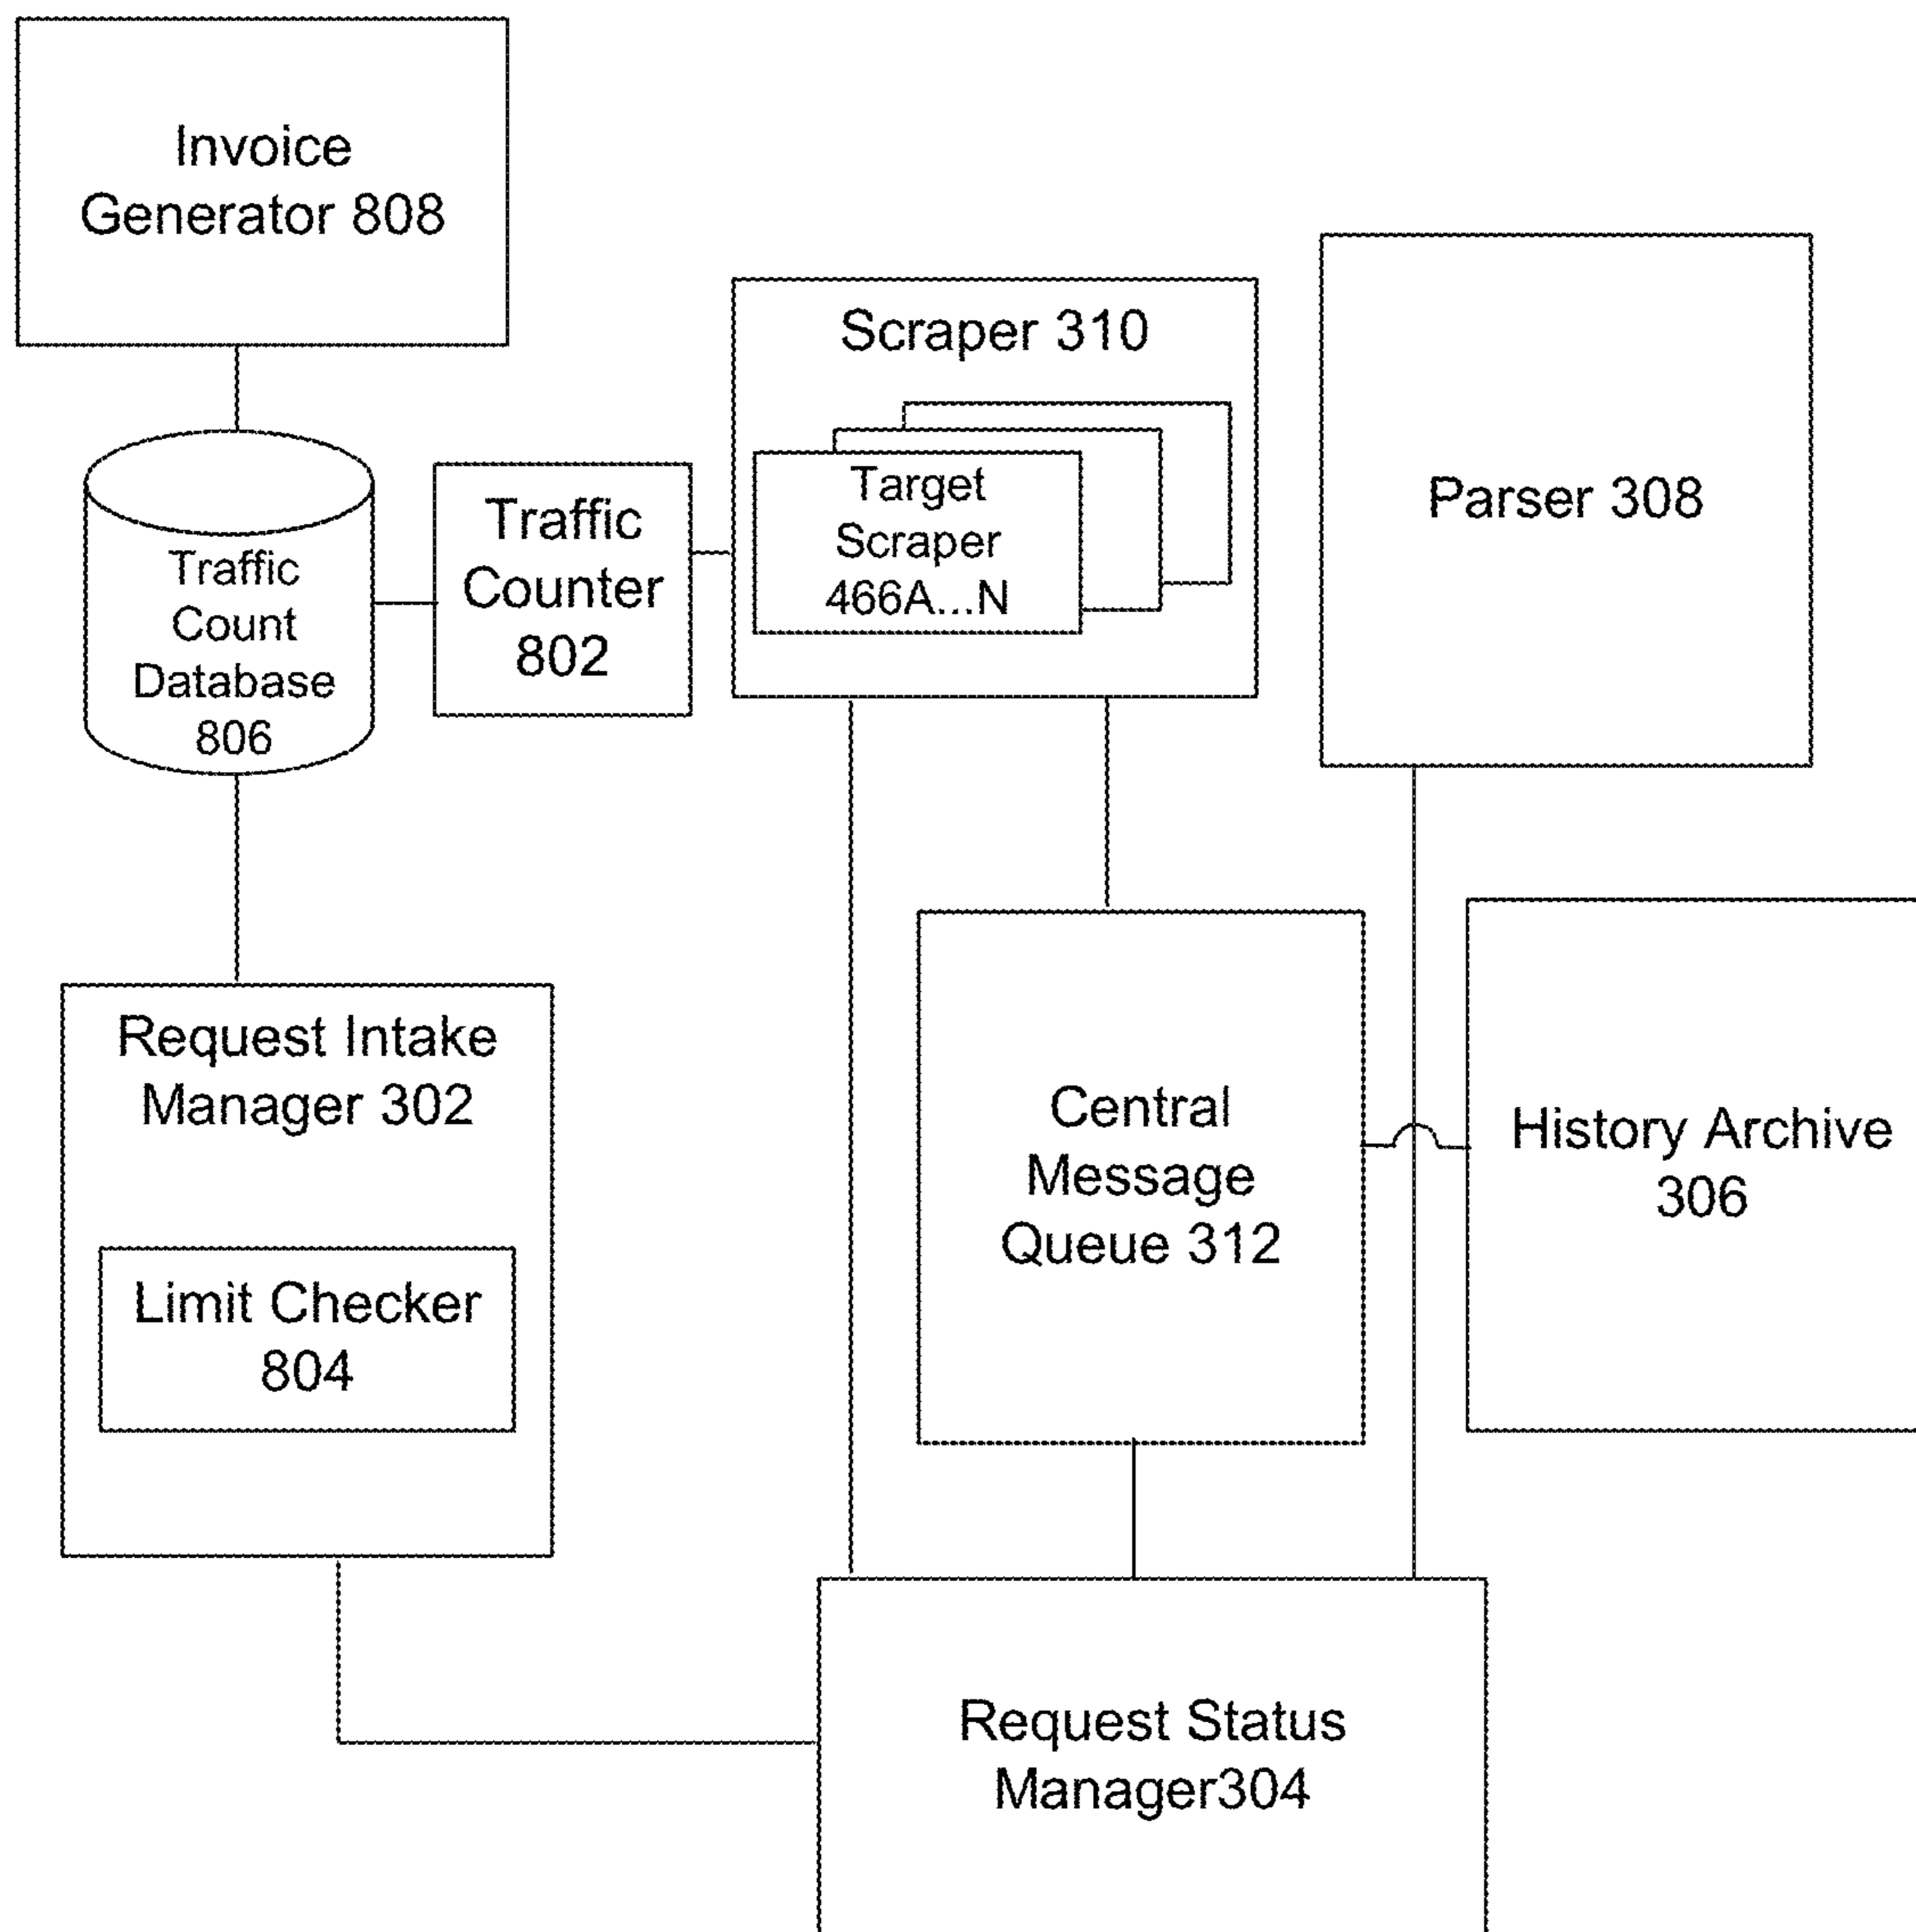 Invoice
Generator 808
Scraper 310
Target
Scraper
466A...N
Parser 308
Traffic
Counter
802
Traffic
Count
Database
806
Request Intake
Manager 302
Limit Checker
804
Central
Message
Queue 312
History Archive
306
Request Status
Manager304